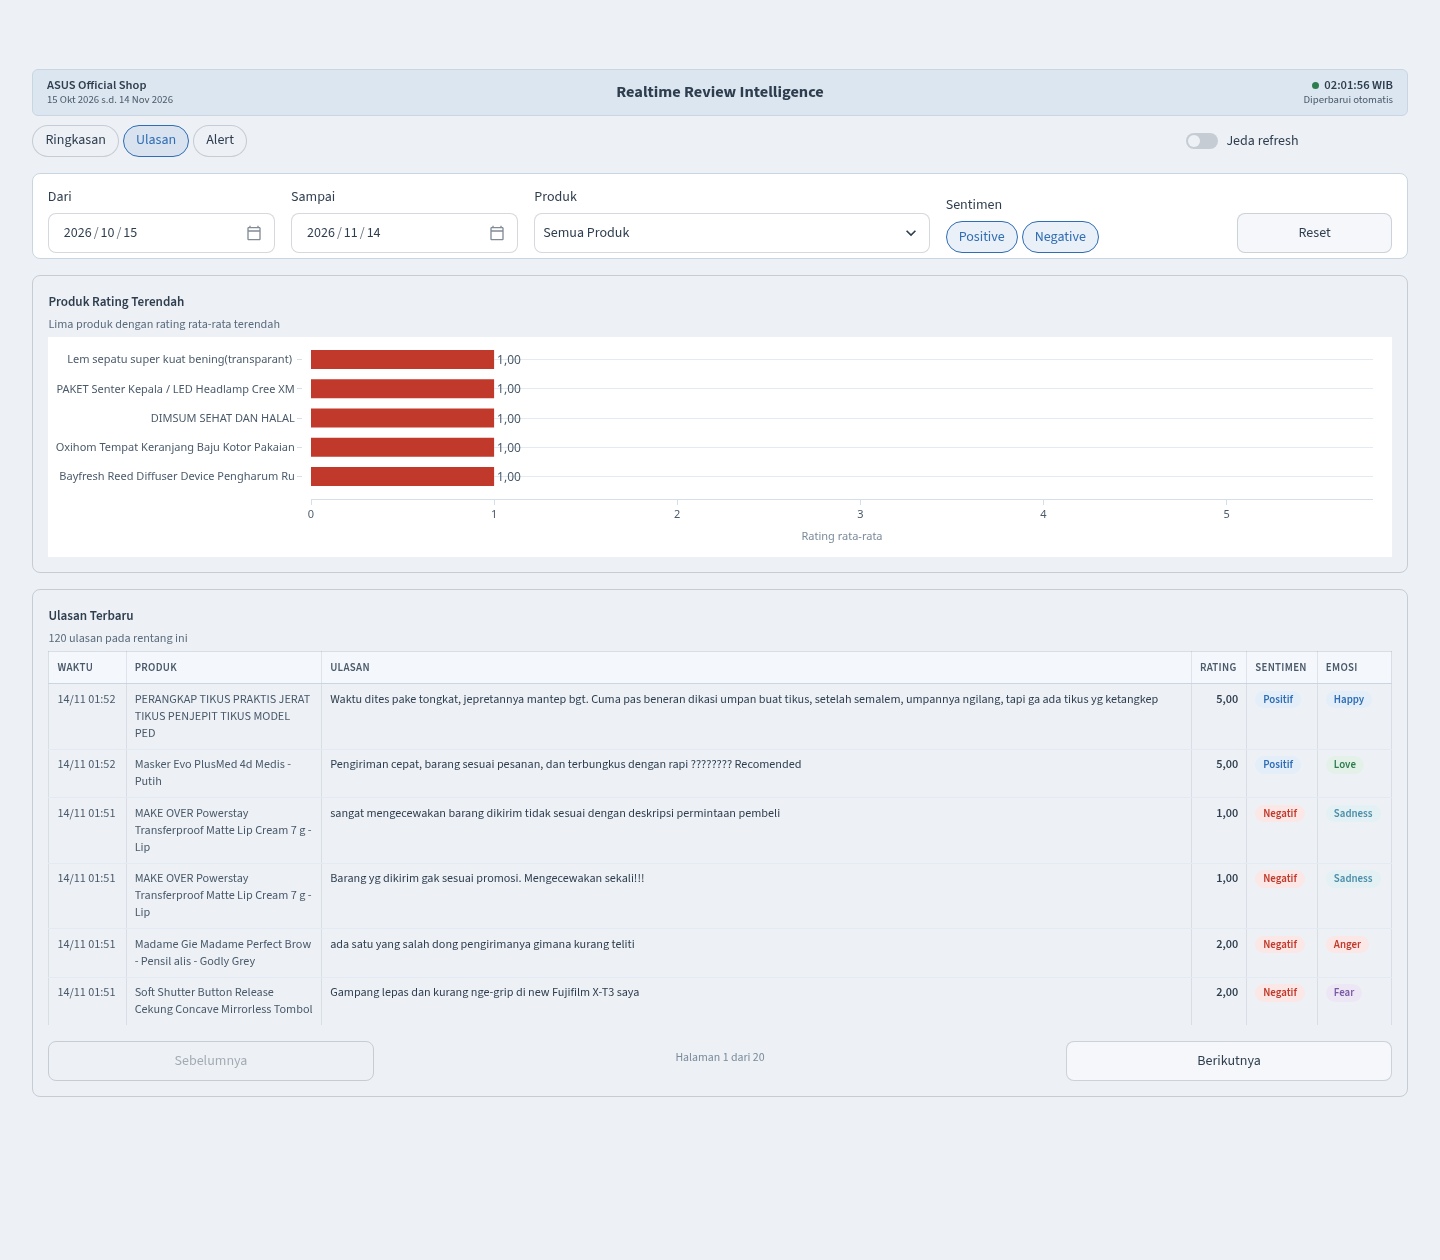 ASUS Official Shop
15 Okt 2026 s.d. 14 Nov 2026
Realtime Review Intelligence
02:01:56 WIB
Diperbarui otomatis
Ringkasan
Ulasan
Alert
Jeda refresh
Dari
Sampai
Produk
Sentimen
2026/10/15
2026/11/14
Semua Produk
Positive
Negative
Reset
Produk Rating Terendah
Lima produk dengan rating rata-rata terendah
Lem sepatu super kuat bening(transparant)
1,00
PAKET Senter Kepala / LED Headlamp Cree XM
1,00
DIMSUM SEHAT DAN HALAL
1,00
Oxihom Tempat Keranjang Baju Kotor Pakaian
1,00
Bayfresh Reed Diffuser Device Pengharum Ru
1,00
0 1 2 3 4 5
Rating rata-rata
Ulasan Terbaru
120 ulasan pada rentang ini
WAKTU PRODUK ULASAN RATING SENTIMEN EMOSI
14/11 01:52
PERANGKAP TIKUS PRAKTIS JERAT
TIKUS PENJEPIT TIKUS MODEL
PED
Waktu dites pake tongkat, jepretannya mantep bgt. Cuma pas beneran dikasi umpan buat tikus, setelah semalem, umpannya ngilang, tapi ga ada tikus yg ketangkep
5,00
Positif
Happy
14/11 01:52
Masker Evo PlusMed 4d Medis -
Putih
Pengiriman cepat, barang sesuai pesanan, dan terbungkus dengan rapi ???????? Recomended
5,00
Positif
Love
14/11 01:51
MAKE OVER Powerstay
Transferproof Matte Lip Cream 7 g -
Lip
sangat mengecewakan barang dikirim tidak sesuai dengan deskripsi permintaan pembeli
1,00
Negatif
Sadness
14/11 01:51
MAKE OVER Powerstay
Transferproof Matte Lip Cream 7 g -
Lip
Barang yg dikirim gak sesuai promosi. Mengecewakan sekali!!!
1,00
Negatif
Sadness
14/11 01:51
Madame Gie Madame Perfect Brow
- Pensil alis - Godly Grey
ada satu yang salah dong pengirimanya gimana kurang teliti
2,00
Negatif
Anger
14/11 01:51
Soft Shutter Button Release
Cekung Concave Mirrorless Tombol
Gampang lepas dan kurang nge-grip di new Fujifilm X-T3 saya
2,00
Negatif
Fear
Sebelumnya
Halaman 1 dari 20
Berikutnya